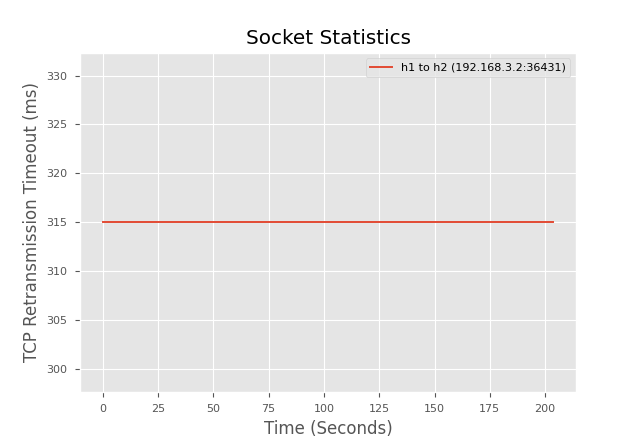 Socket Statistics
h1 to h2 (192.168.3.2:36431)
TCP Retransmission Timeout (ms)
330
325
320
315
310
305
300
0 25 50 75 100 125 150 175 200
Time (Seconds)